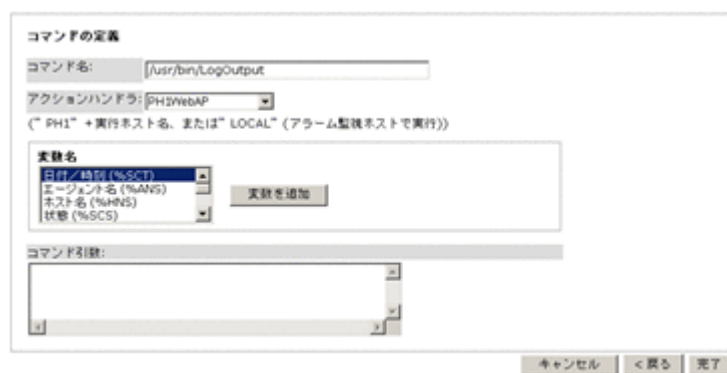 コマンドの定義
コマンド名: /usr/bin/LogOutput
アクションハンドラ: PH1WebAP
("PH1"+実行ホスト名、または"LOCAL"(アラーム監視ホストで実行))
変数名
日付／時刻(%SCT)
エージェント名(%ANS)
ホスト名(%HNS)
状態(%SCS)
変数を追加
コマンド引数:
キャンセル <戻る 完了